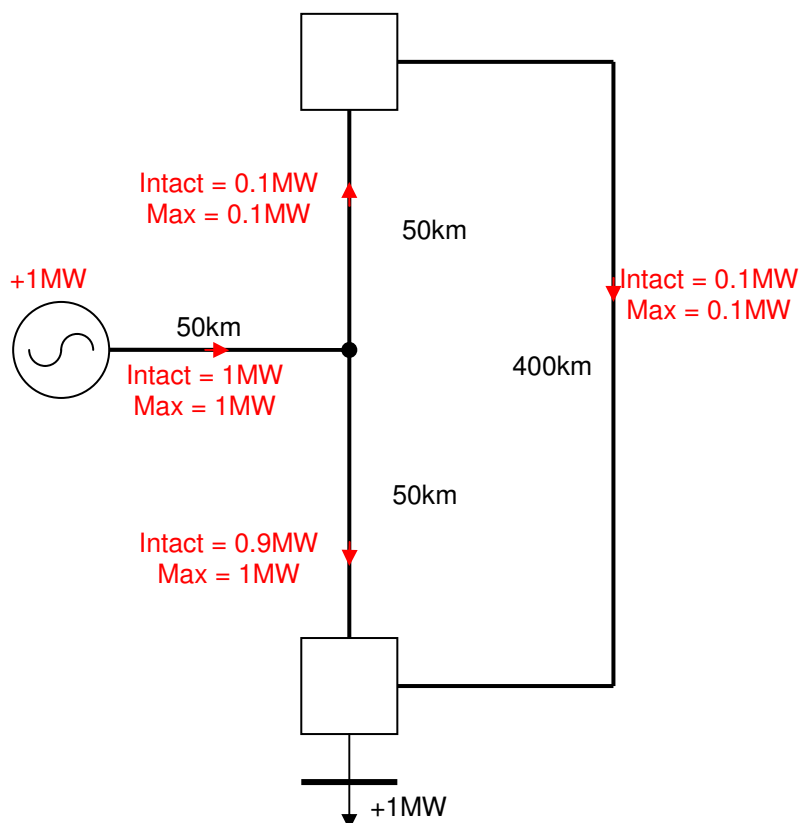 Intact = 0.1MW
Max = 0.1MW
50km
+1MW
Intact = 0.1MW
Max = 0.1MW
50km
Intact = 1MW
Max = 1MW
400km
50km
Intact = 0.9MW
Max = 1MW
+1MW